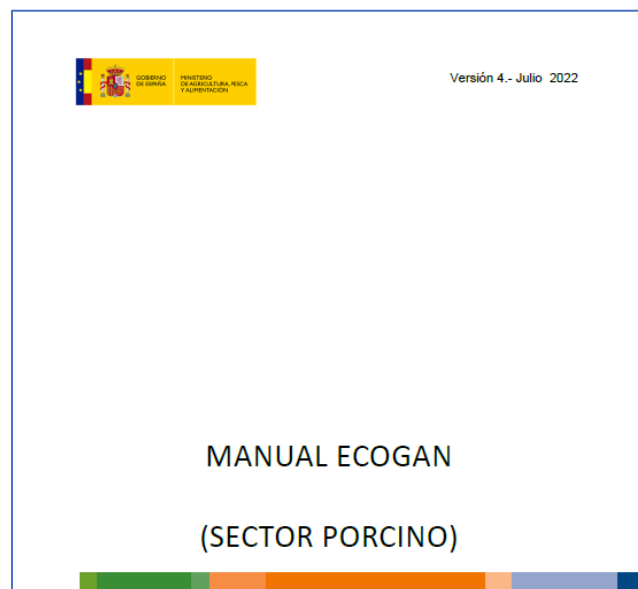 GOBIERNO
DE ESPAÑA
MINISTERIO
DE AGRICULTURA, PESCA
Y ALIMENTACIÓN
Versión 4.- Julio 2022
MANUAL ECOGAN
(SECTOR PORCINO)